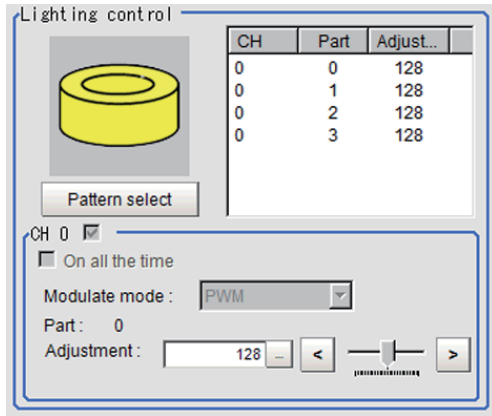 Lighting control
CH Part Adjust...
0 0 128
0 1 128
0 2 128
0 3 128
Pattern select
CH 0
On all the time
Modulate mode : PWM
Part : 0
Adjustment : 128 ... < >